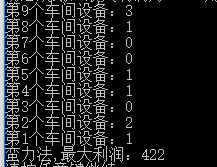 第9个车间设备：3
第8个车间设备：1
第7个车间设备：0
第6个车间设备：1
第5个车间设备：0
第4个车间设备：1
第3个车间设备：0
第2个车间设备：2
第1个车间设备：1
蛮力法,最大利润：422